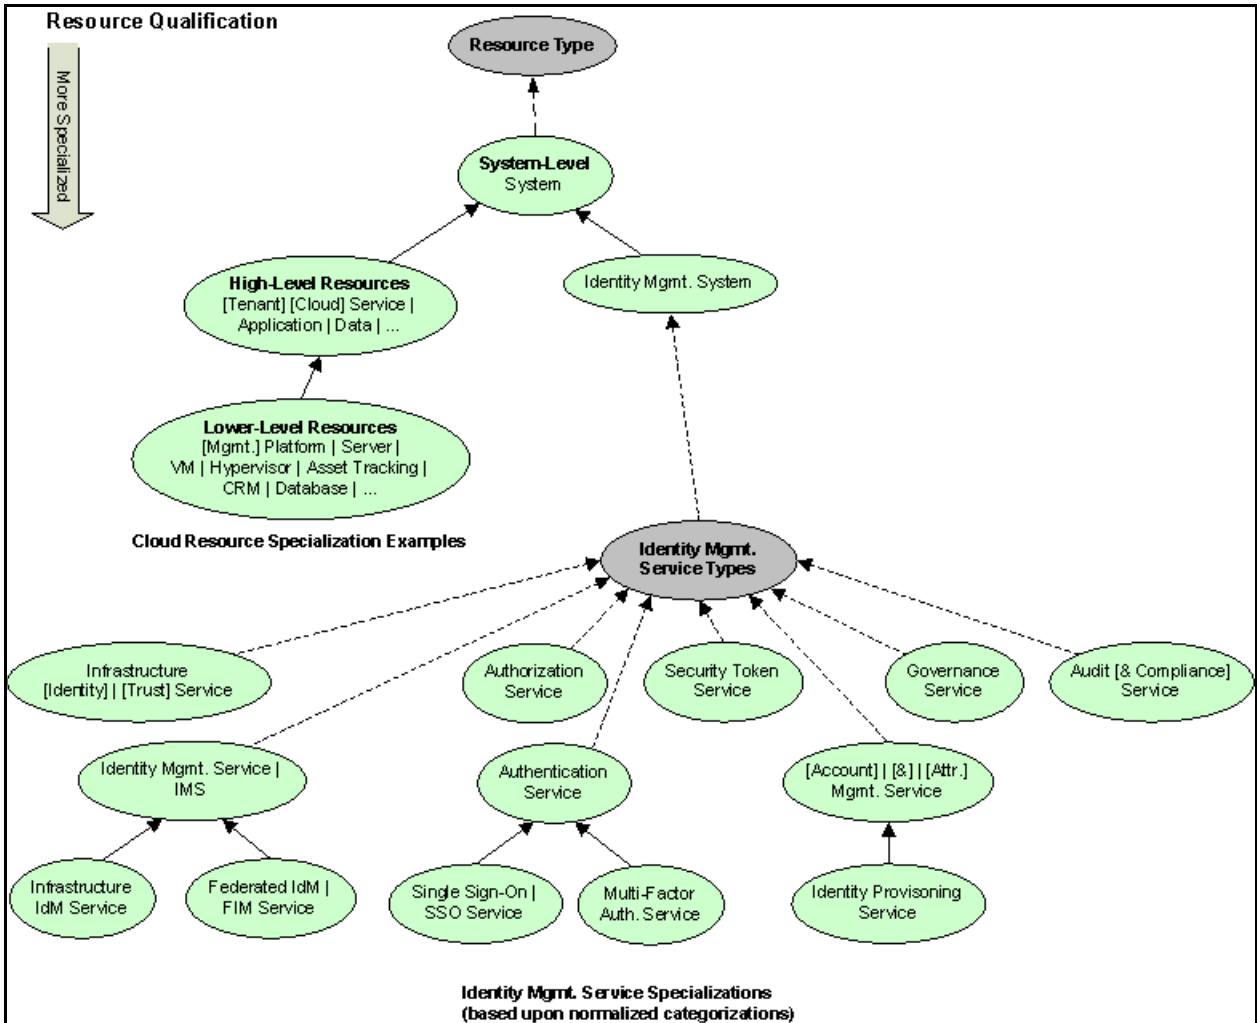 Resource Qualification
More Specialized
Resource Type
System-Level
System
High-Level Resources
[Tenant] [Cloud] Service |
Application | Data | ...
Identity Mgmt. System
Lower-Level Resources
[Mgmt.] Platform | Server |
VM | Hypervisor | Asset Tracking |
CRM | Database | ...
Cloud Resource Specialization Examples
Identity Mgmt.
Service Types
Infrastructure
[Identity] | [Trust] Service
Authorization
Service
Security Token
Service
Governance
Service
Audit [& Compliance]
Service
Identity Mgmt. Service |
IMS
Authentication
Service
[Account] | [&] | [Attr.]
Mgmt. Service
Infrastructure
IdM Service
Federated IdM |
FIM Service
Single Sign-On |
SSO Service
Multi-Factor
Auth. Service
Identity Provisoning
Service
Identity Mgmt. Service Specializations
(based upon normalized categorizations)